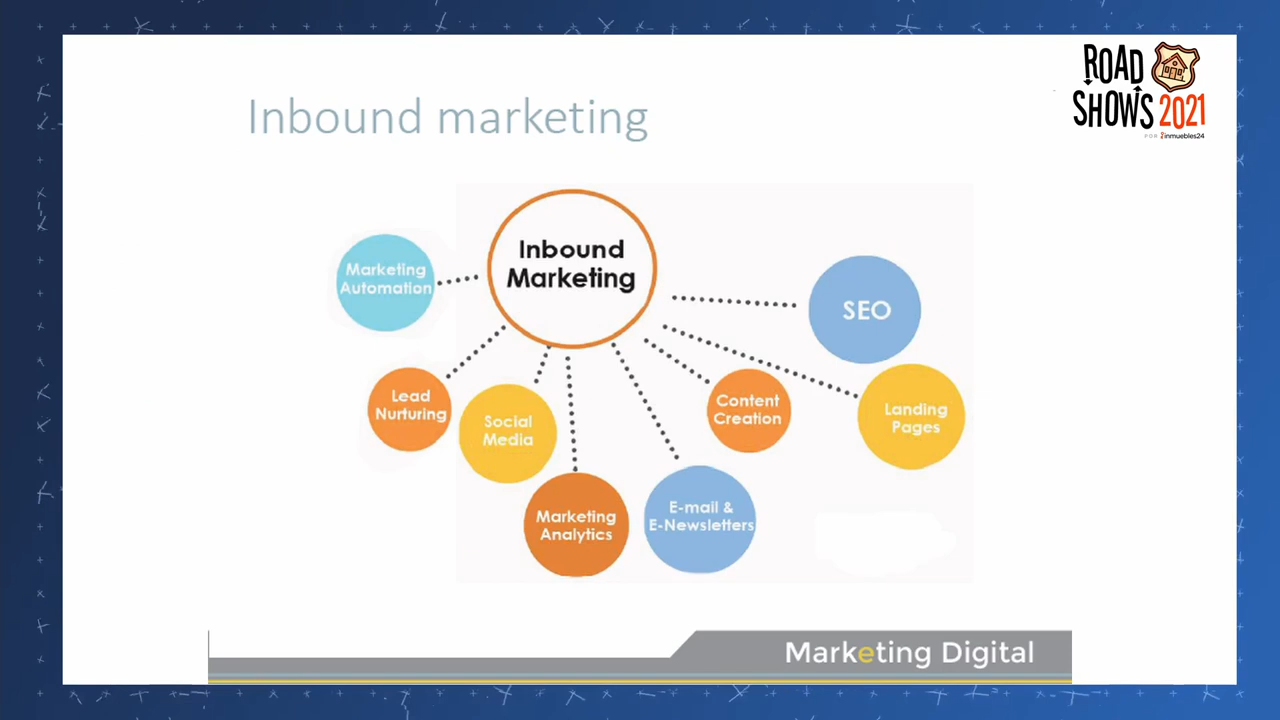 ROAD
SHOWS 2021
POR inmuebles24
Inbound marketing
Inbound
Marketing
Marketing
Automation
SEO
Lead
Nurturing
Social
Media
Content
Creation
Landing
Pages
Marketing
Analytics
E-mail &
E-Newsletters
Marketing Digital